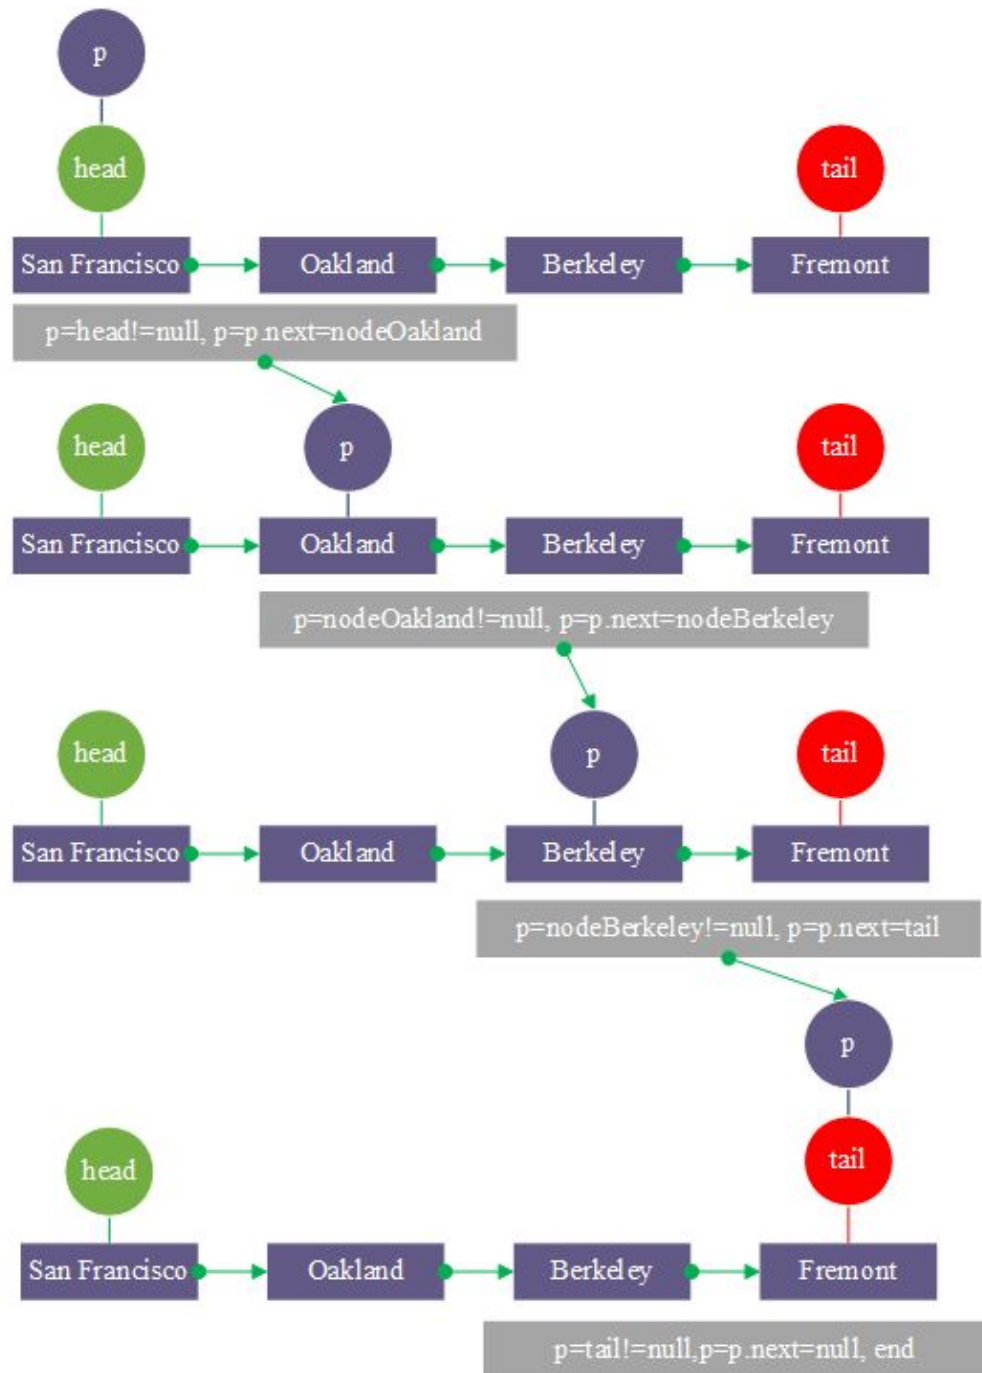 p
head
tail
San Francisco Oakland Berkeley Fremont
p=head!=null, p=p.next=nodeOakland
head p tail
San Francisco Oakland Berkeley Fremont
p=nodeOakland!=null, p=p.next=nodeBerkeley
head p tail
San Francisco Oakland Berkeley Fremont
p=nodeBerkeley!=null, p=p.next=tail
p
head tail
San Francisco Oakland Berkeley Fremont
p=tail!=null,p=p.next=null, end